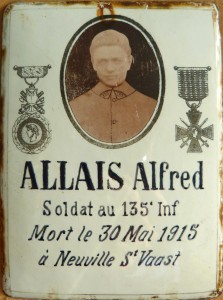 ALLAIS Alfred
Soldat au 135ᵉ Inf
Mort le 30 Mai 1915
à Neuville Sᵗ Vaast